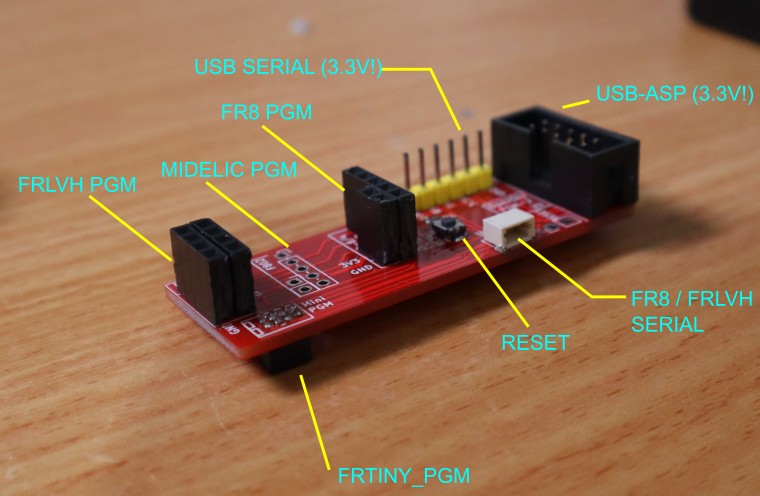 USB SERIAL (3.3V!)
USB-ASP (3.3V!)
FR8 PGM
MIDELIC PGM
FRLVH PGM
3V3
GND
Mini
PGM
FR8 / FRLVH
SERIAL
RESET
FRTINY_PGM